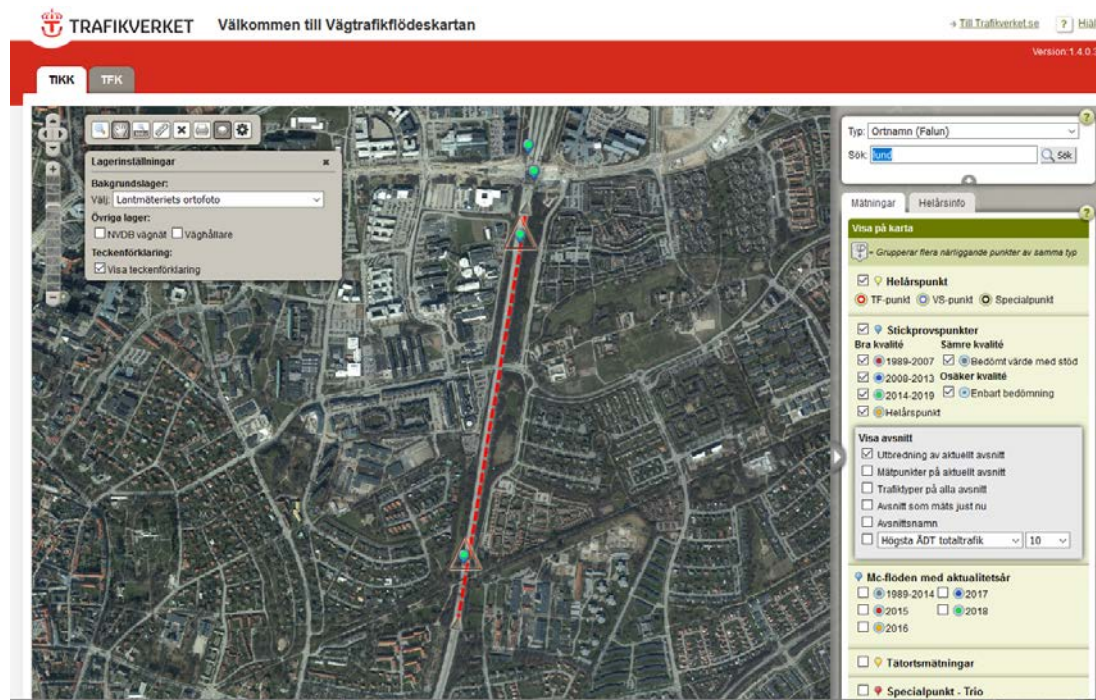 TRAFIKVERKET Välkommen till Vägtrafikflödeskartan
Till Trafikverket.se ? Hjäl
Version:1.4.0.3
TIKK TFK
Lagerinställningar
Bakgrundslager:
Välj: Lantmäteriets ortofoto
Övriga lager:
NVDB vägnät Väghållare
Teckenförklaring:
Visa teckenförklaring
?
Typ: Ortnamn (Falun)
Sök: lund Sök
Mätningar Helårsinfo
?
Visa på karta
= Grupperar flera närliggande punkter av samma typ
Helårspunkt
TF-punkt VS-punkt Specialpunkt
Stickprovspunkter
Bra kvalité Sämre kvalité
1989-2007 Bedömt värde med stöd
2008-2013 Osäker kvalité
2014-2019 Enbart bedömning
Helårspunkt
Visa avsnitt
Utbredning av aktuellt avsnitt
Mätpunkter på aktuellt avsnitt
Trafiktyper på alla avsnitt
Avsnitt som mäts just nu
Avsnittsnamn
Högsta ÅDT totaltrafik 10
Mc-flöden med aktualitetsår
1989-2014 2017
2015 2018
2016
Tätortsmätningar
Specialpunkt - Trio